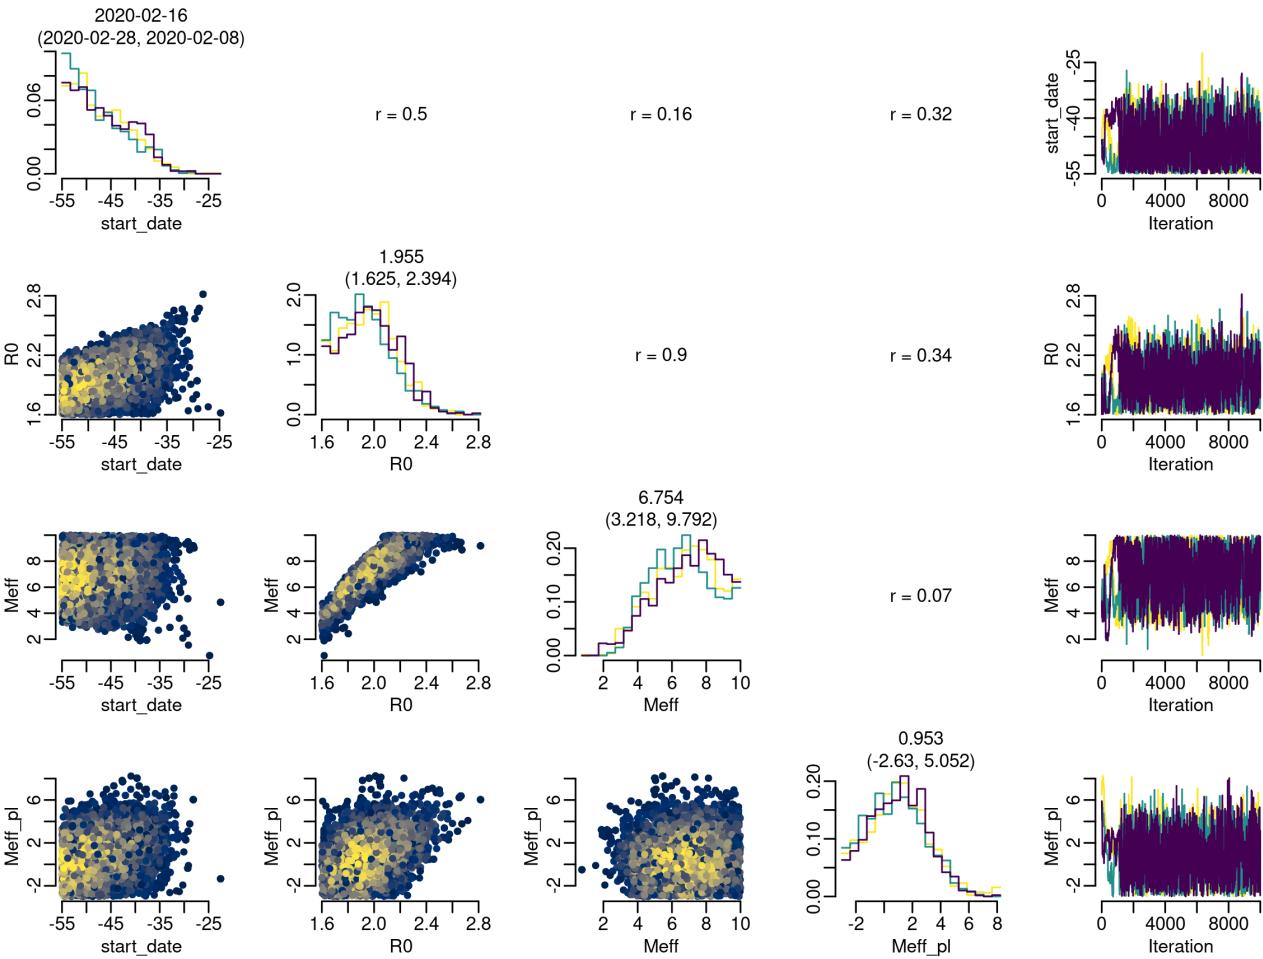 2020-02-16
(2020-02-28, 2020-02-08)
0.06
0.00
-55 -45 -35 -25
start_date
r = 0.5
r = 0.16
r = 0.32
start_date
-25
-40
-55
0 4000 8000
Iteration
R0
2.8
2.2
1.6
-55 -45 -35 -25
start_date
1.955
(1.625, 2.394)
2.0
1.0
0.0
1.6 2.0 2.4 2.8
R0
r = 0.9
r = 0.34
R0
2.8
2.2
1.6
0 4000 8000
Iteration
Meff
8
6
4
2
-55 -45 -35 -25
start_date
Meff
8
6
4
2
1.6 2.0 2.4 2.8
R0
6.754
(3.218, 9.792)
0.20
0.10
0.00
2 4 6 8 10
Meff
r = 0.07
Meff
8
6
4
2
0 4000 8000
Iteration
Meff_pl
6
2
-2
-55 -45 -35 -25
start_date
Meff_pl
6
2
-2
1.6 2.0 2.4 2.8
R0
Meff_pl
6
2
-2
2 4 6 8 10
Meff
0.953
(-2.63, 5.052)
0.20
0.10
0.00
-2 2 4 6 8
Meff_pl
Meff_pl
6
2
-2
0 4000 8000
Iteration